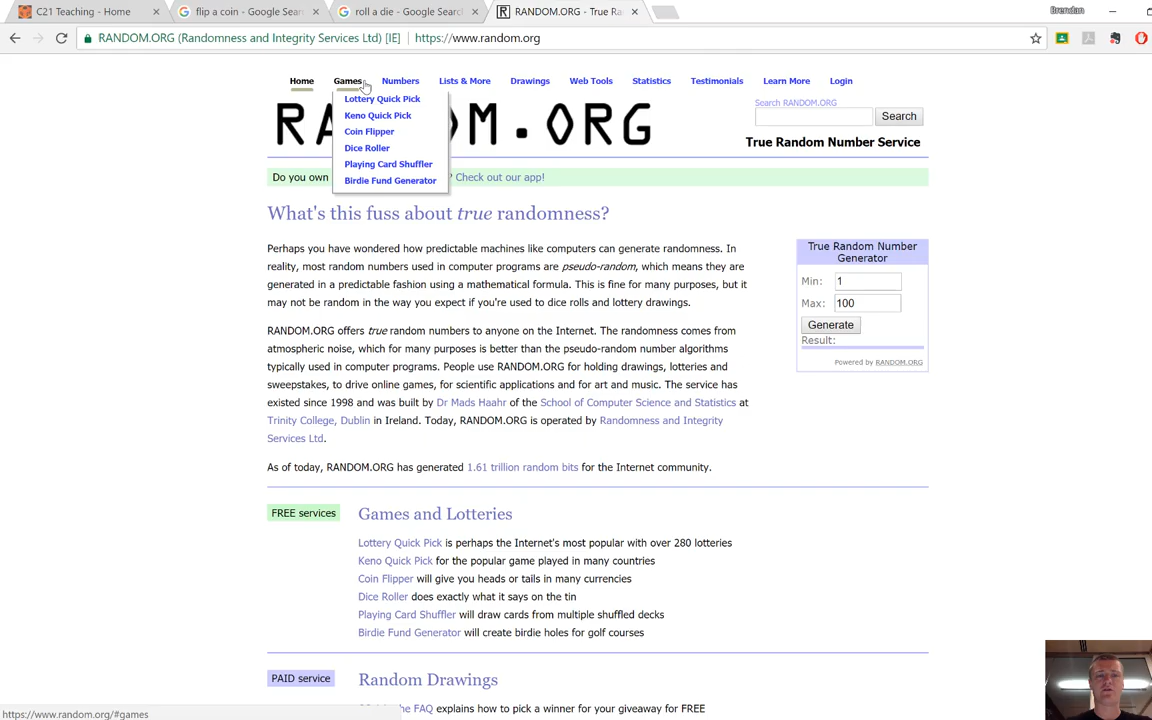 C21 Teaching - Home
flip a coin - Google Sear
roll a die - Google Search
RANDOM.ORG - True Ra
Brendan
RANDOM.ORG (Randomness and Integrity Services Ltd) [IE]
https://www.random.org
Home Games Numbers Lists & More Drawings Web Tools Statistics Testimonials Learn More Login
Lottery Quick Pick
Keno Quick Pick
Coin Flipper
Dice Roller
Playing Card Shuffler
Birdie Fund Generator
RA
M.ORG
Search RANDOM.ORG
Search
True Random Number Service
Do you own ? Check out our app!
What's this fuss about true randomness?
Perhaps you have wondered how predictable machines like computers can generate randomness. In
reality, most random numbers used in computer programs are pseudo-random, which means they are
generated in a predictable fashion using a mathematical formula. This is fine for many purposes, but it
may not be random in the way you expect if you're used to dice rolls and lottery drawings.
RANDOM.ORG offers true random numbers to anyone on the Internet. The randomness comes from
atmospheric noise, which for many purposes is better than the pseudo-random number algorithms
typically used in computer programs. People use RANDOM.ORG for holding drawings, lotteries and
sweepstakes, to drive online games, for scientific applications and for art and music. The service has
existed since 1998 and was built by Dr Mads Haahr of the School of Computer Science and Statistics at
Trinity College, Dublin in Ireland. Today, RANDOM.ORG is operated by Randomness and Integrity
Services Ltd.
As of today, RANDOM.ORG has generated 1.61 trillion random bits for the Internet community.
True Random Number
Generator
Min: 1
Max: 100
Generate
Result:
Powered by RANDOM.ORG
FREE services
Games and Lotteries
Lottery Quick Pick is perhaps the Internet's most popular with over 280 lotteries
Keno Quick Pick for the popular game played in many countries
Coin Flipper will give you heads or tails in many currencies
Dice Roller does exactly what it says on the tin
Playing Card Shuffler will draw cards from multiple shuffled decks
Birdie Fund Generator will create birdie holes for golf courses
PAID service
Random Drawings
the FAQ explains how to pick a winner for your giveaway for FREE
https://www.random.org/#games